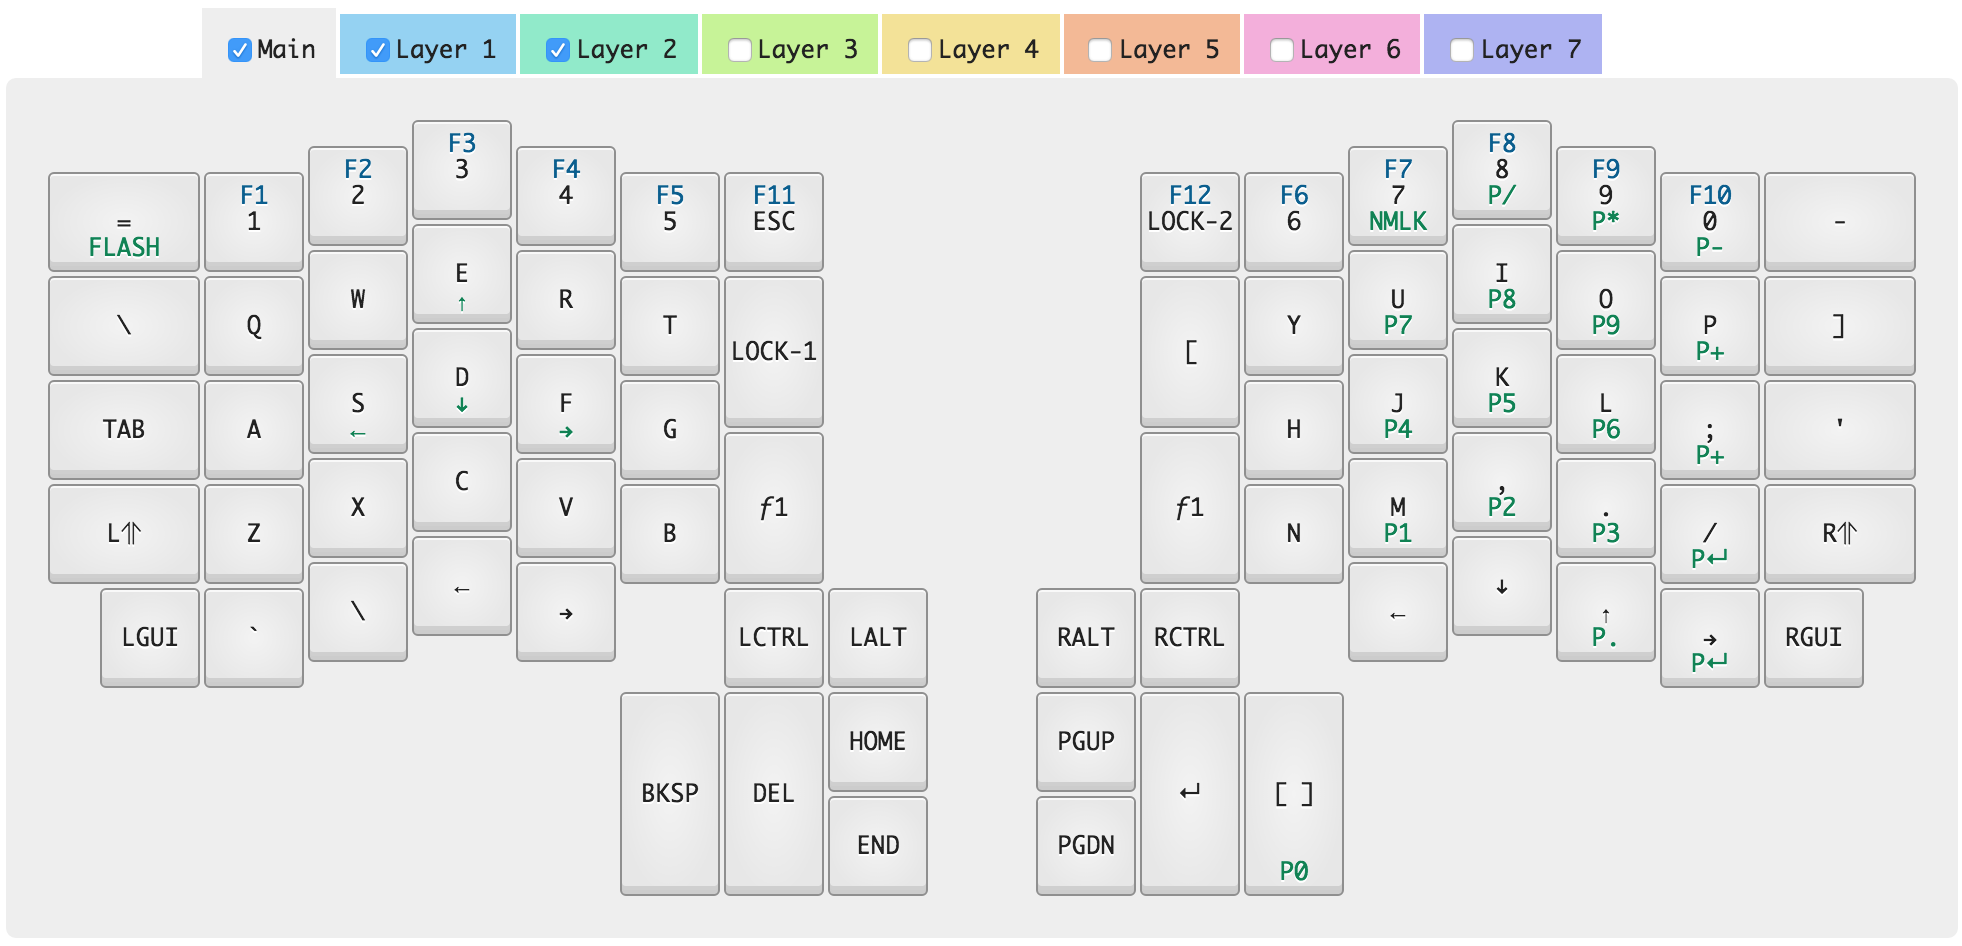 Main Layer 1 Layer 2 Layer 3 Layer 4 Layer 5 Layer 6 Layer 7
=
FLASH
F1
1
F2
2
F3
3
F4
4
F5
5
F11
ESC
\
Q
W
E
↑
R
T
LOCK-1
TAB
A
S
←
D
↓
F
→
G
L⇑
Z
X
C
V
B
ƒ1
LGUI
`
\
←
→
LCTRL
LALT
BKSP
DEL
HOME
END
F12
LOCK-2
F6
6
F7
7
NMLK
F8
8
P/
F9
9
P*
F10
0
P-
-
[
Y
U
P7
I
P8
O
P9
P
P+
]
H
J
P4
K
P5
L
P6
;
P+
'
ƒ1
N
M
P1
,
P2
.
P3
/
P↵
R⇑
RALT
RCTRL
←
↓
↑
P.
→
P↵
RGUI
PGUP
PGDN
↵
[ ]
P0